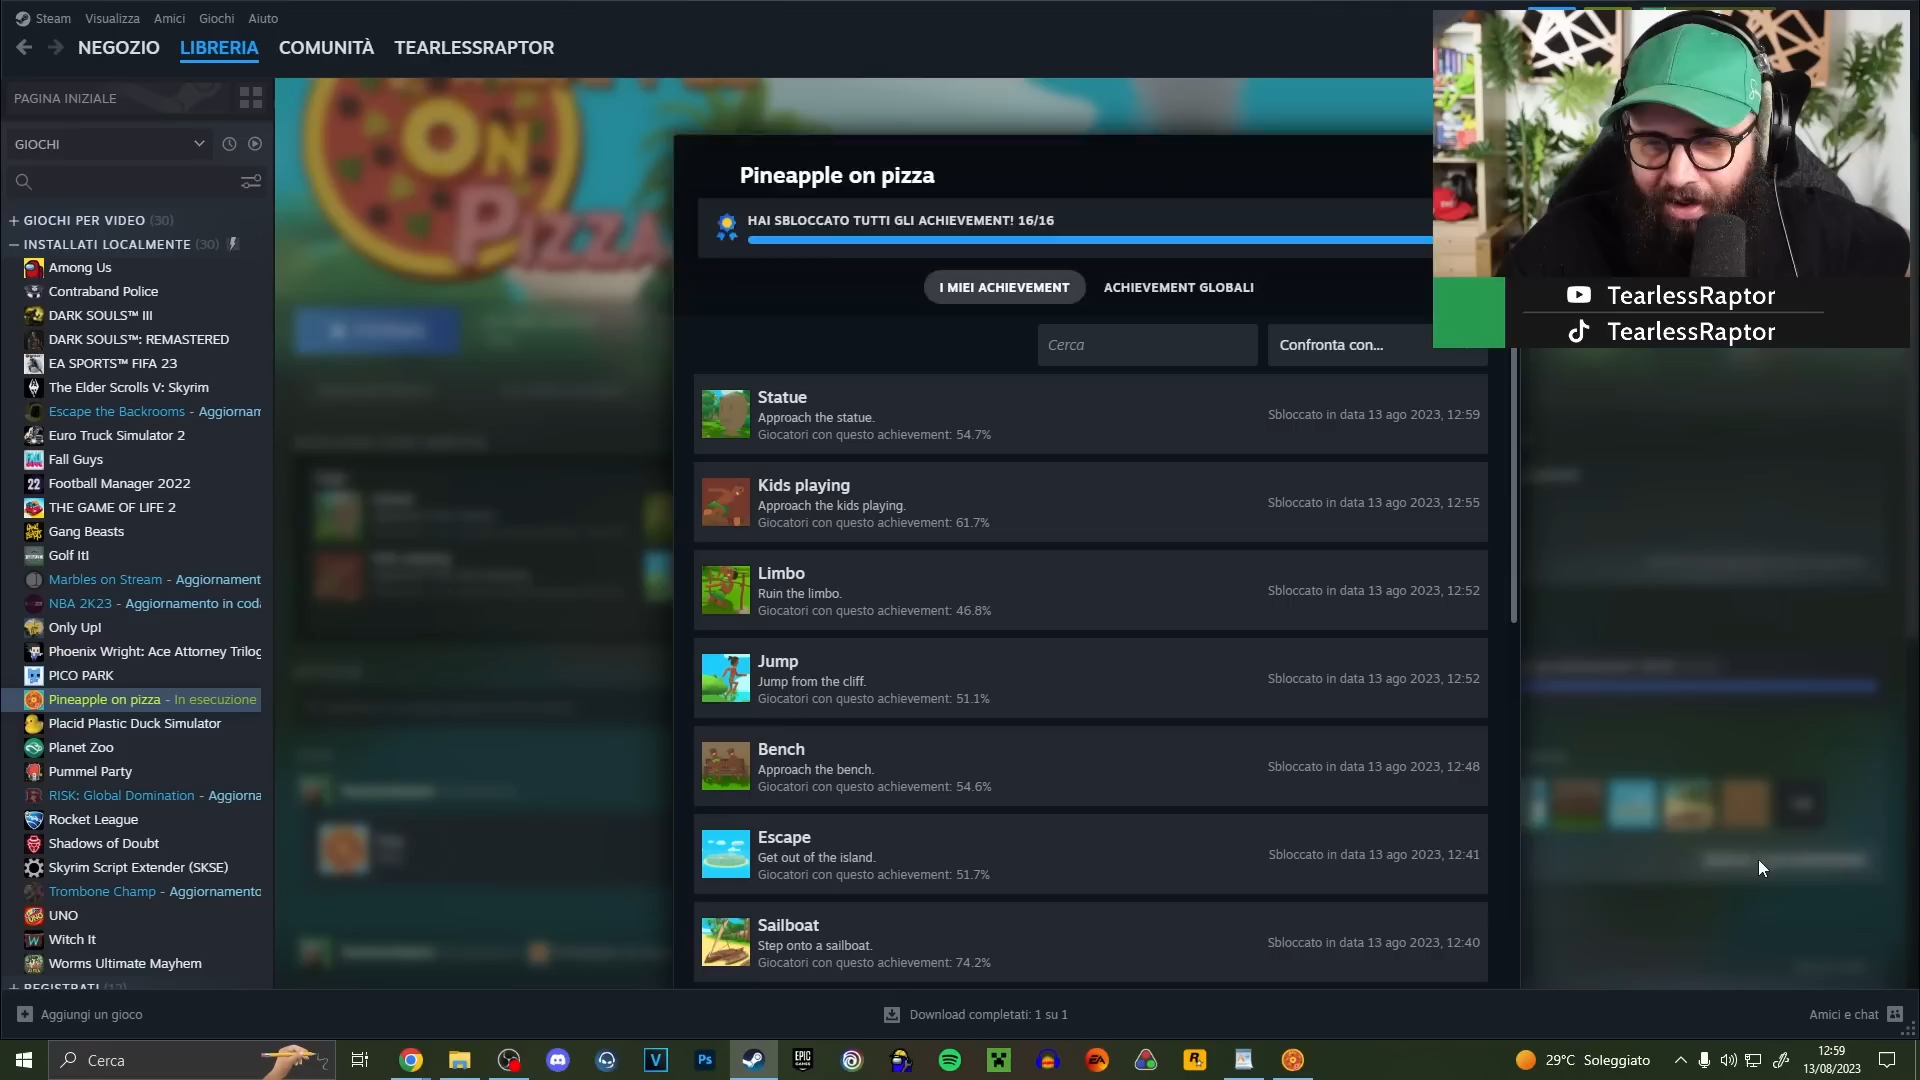 Steam Visualizza Amici Giochi Aiuto
NEGOZIO LIBRERIA COMUNITÀ TEARLESSRAPTOR
PAGINA INIZIALE
GIOCHI
GIOCHI PER VIDEO (30)
INSTALLATI LOCALMENTE (30)
Among Us
Contraband Police
DARK SOULS™ III
DARK SOULS™: REMASTERED
EA SPORTS™ FIFA 23
The Elder Scrolls V: Skyrim
Escape the Backrooms - Aggiornam
Euro Truck Simulator 2
Fall Guys
Football Manager 2022
THE GAME OF LIFE 2
Gang Beasts
Golf It!
Marbles on Stream - Aggiornament
NBA 2K23 - Aggiornamento in coda
Only Up!
Phoenix Wright: Ace Attorney Trilog
PICO PARK
Pineapple on pizza - In esecuzione
Placid Plastic Duck Simulator
Planet Zoo
Pummel Party
RISK: Global Domination - Aggiorna
Rocket League
Shadows of Doubt
Skyrim Script Extender (SKSE)
Trombone Champ - Aggiornamento
UNO
Witch It
Worms Ultimate Mayhem
REGISTRATI (12)
ON
PIZZA
Pineapple on pizza
HAI SBLOCCATO TUTTI GLI ACHIEVEMENT! 16/16
I MIEI ACHIEVEMENT ACHIEVEMENT GLOBALI
Cerca Confronta con...
Statue
Approach the statue.
Giocatori con questo achievement: 54.7%
Sbloccato in data 13 ago 2023, 12:59
Kids playing
Approach the kids playing.
Giocatori con questo achievement: 61.7%
Sbloccato in data 13 ago 2023, 12:55
Limbo
Ruin the limbo.
Giocatori con questo achievement: 46.8%
Sbloccato in data 13 ago 2023, 12:52
Jump
Jump from the cliff.
Giocatori con questo achievement: 51.1%
Sbloccato in data 13 ago 2023, 12:52
Bench
Approach the bench.
Giocatori con questo achievement: 54.6%
Sbloccato in data 13 ago 2023, 12:48
Escape
Get out of the island.
Giocatori con questo achievement: 51.7%
Sbloccato in data 13 ago 2023, 12:41
Sailboat
Step onto a sailboat.
Giocatori con questo achievement: 74.2%
Sbloccato in data 13 ago 2023, 12:40
TearlessRaptor
TearlessRaptor
Aggiungi un gioco
Download completati: 1 su 1
Amici e chat
Cerca
29°C Soleggiato
12:59
13/08/2023